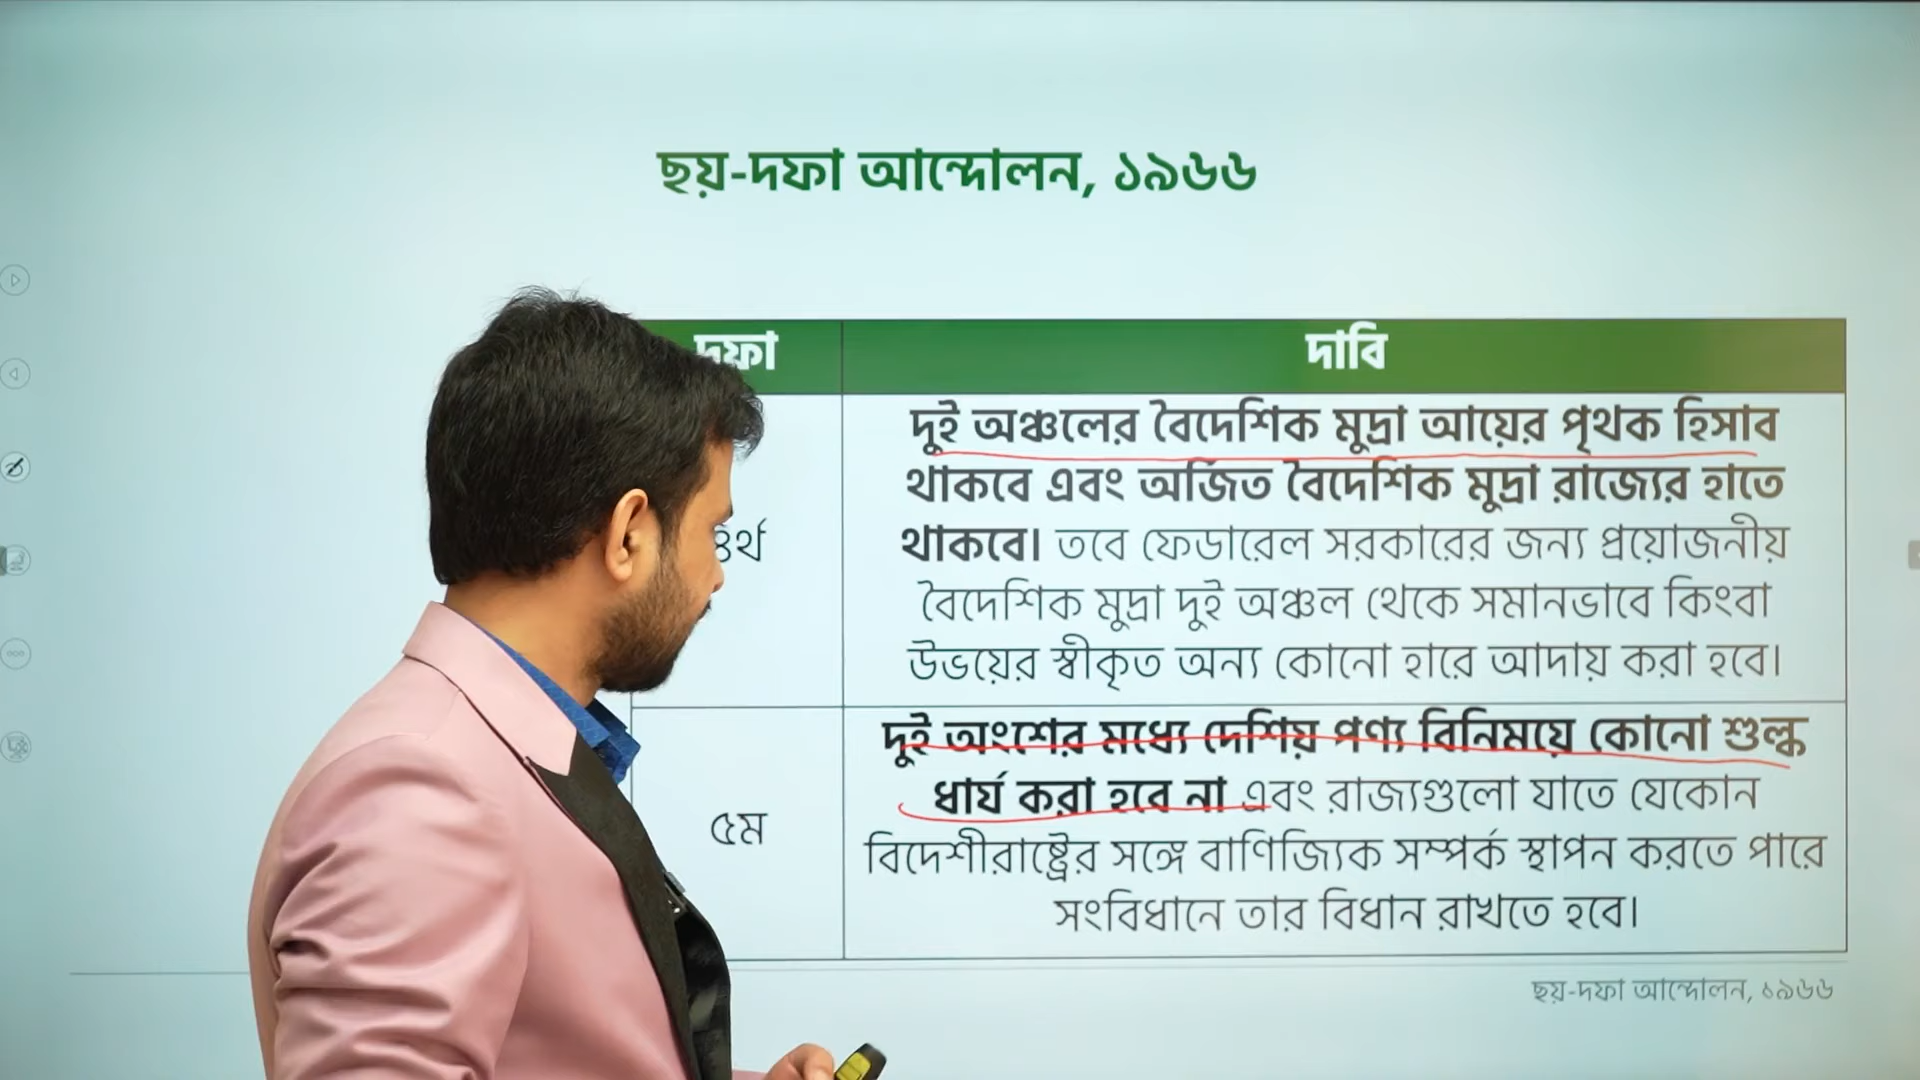 ছয়-দফা আন্দোলন, ১৯৬৬
দফা
দাবি
৪র্থ
দুই অঞ্চলের বৈদেশিক মুদ্রা আয়ের পৃথক হিসাব
থাকবে এবং অর্জিত বৈদেশিক মুদ্রা রাজ্যের হাতে
থাকবে। তবে ফেডারেল সরকারের জন্য প্রয়োজনীয়
বৈদেশিক মুদ্রা দুই অঞ্চল থেকে সমানভাবে কিংবা
উভয়ের স্বীকৃত অন্য কোনো হারে আদায় করা হবে।
৫ম
দুই অংশের মধ্যে দেশিয় পণ্য বিনিময়ে কোনো শুল্ক
ধার্য করা হবে না এবং রাজ্যগুলো যাতে যেকোন
বিদেশীরাষ্ট্রের সঙ্গে বাণিজ্যিক সম্পর্ক স্থাপন করতে পারে
সংবিধানে তার বিধান রাখতে হবে।
ছয়-দফা আন্দোলন, ১৯৬৬